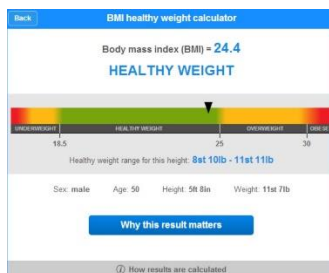 Back BMI healthy weight calculator
Body mass index (BMI) = 24.4
HEALTHY WEIGHT
UNDERWEIGHT HEALTHY WEIGHT OVERWEIGHT OBESE
18.5 25 30
Healthy weight range for this height: 8st 10lb - 11st 11lb
Sex: male Age: 50 Height: 5ft 8in Weight: 11st 7lb
Why this result matters
How results are calculated